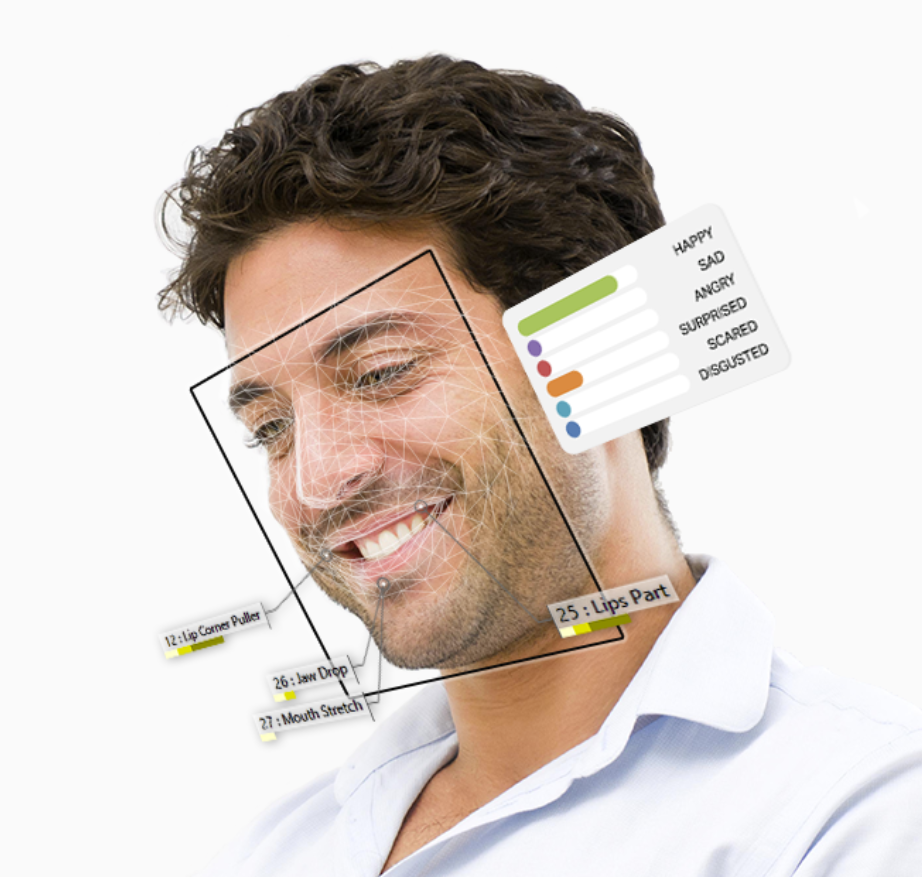 HAPPY
SAD
ANGRY
SURPRISED
SCARED
DISGUSTED
25 : Lips Part
12 : Lip Corner Puller
26 : Jaw Drop
27 : Mouth Stretch